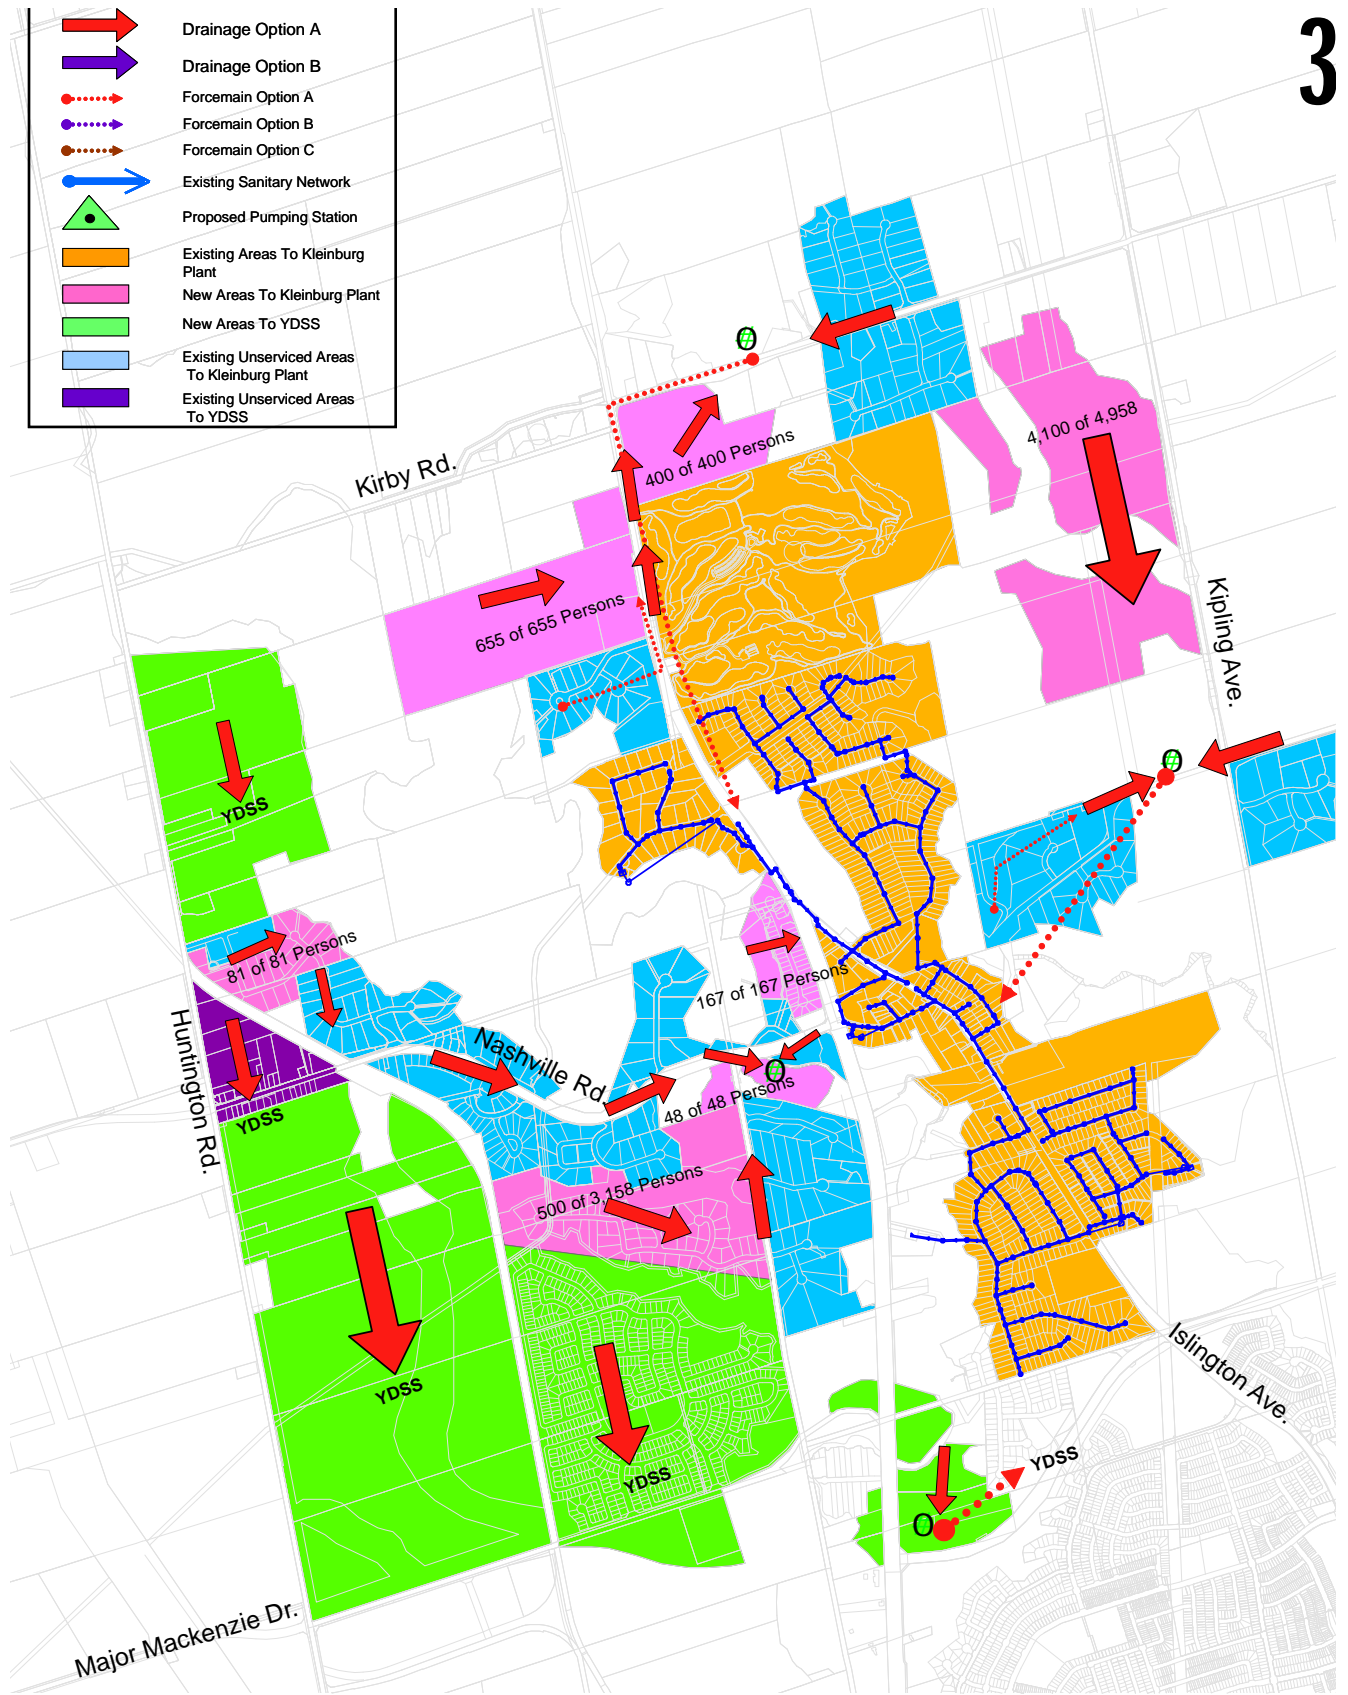 3
Drainage Option A
Drainage Option B
Forcemain Option A
Forcemain Option B
Forcemain Option C
Existing Sanitary Network
Proposed Pumping Station
Existing Areas To Kleinburg
Plant
New Areas To Kleinburg Plant
New Areas To YDSS
Existing Unserviced Areas
To Kleinburg Plant
Existing Unserviced Areas
To YDSS
4,100 of 4,958
400 of 400 Persons
Kirby Rd.
655 of 655 Persons
Kipling Ave.
YDSS
81 of 81 Persons
167 of 167 Persons
Huntington Rd.
Nashville Rd.
48 of 48 Persons
YDSS
500 of 3,158 Persons
Islington Ave.
YDSS
YDSS
YDSS
Major Mackenzie Dr.